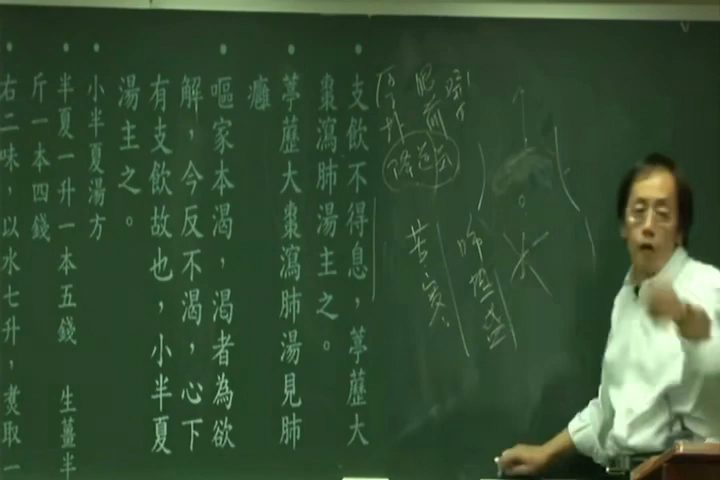 水
苦、寒、
• 支飲不得息，葶藶大
棗瀉肺湯主之。
• 葶藶大棗瀉肺湯見肺
癰
• 嘔家本渴，渴者為欲
解，今反不渴，心下
有支飲故也，小半夏
湯主之。
• 小半夏湯方
• 半夏一升一本五錢 生薑半
斤一本四錢
• 右二味，以水七升，煑取一